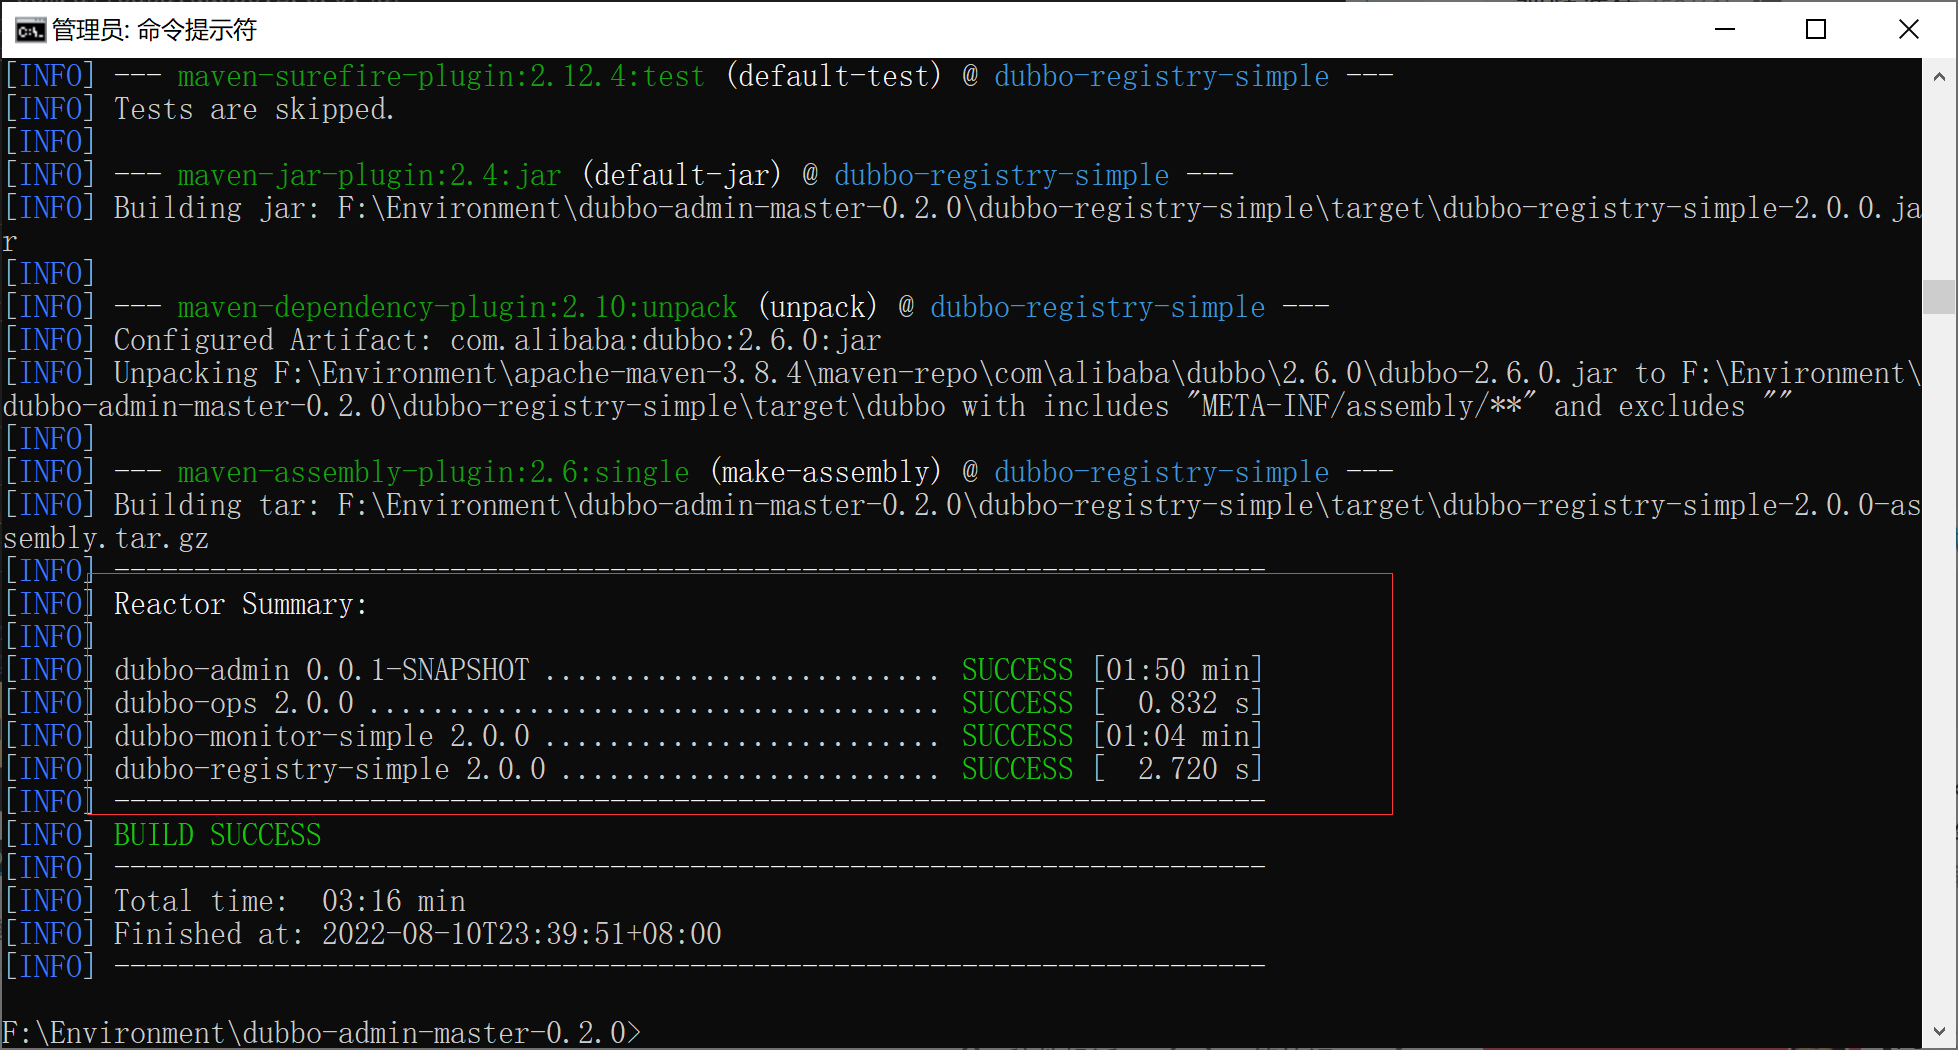 管理员: 命令提示符
[INFO] --- maven-surefire-plugin:2.12.4:test (default-test) @ dubbo-registry-simple ---
[INFO] Tests are skipped.
[INFO]
[INFO] --- maven-jar-plugin:2.4:jar (default-jar) @ dubbo-registry-simple ---
[INFO] Building jar: F:\Environment\dubbo-admin-master-0.2.0\dubbo-registry-simple\target\dubbo-registry-simple-2.0.0.ja
r
[INFO]
[INFO] --- maven-dependency-plugin:2.10:unpack (unpack) @ dubbo-registry-simple ---
[INFO] Configured Artifact: com.alibaba:dubbo:2.6.0:jar
[INFO] Unpacking F:\Environment\apache-maven-3.8.4\maven-repo\com\alibaba\dubbo\2.6.0\dubbo-2.6.0.jar to F:\Environment\
dubbo-admin-master-0.2.0\dubbo-registry-simple\target\dubbo with includes "META-INF/assembly/**" and excludes ""
[INFO]
[INFO] --- maven-assembly-plugin:2.6:single (make-assembly) @ dubbo-registry-simple ---
[INFO] Building tar: F:\Environment\dubbo-admin-master-0.2.0\dubbo-registry-simple\target\dubbo-registry-simple-2.0.0-as
sembly.tar.gz
[INFO] ------------------------------------------------------------------------
[INFO] Reactor Summary:
[INFO]
[INFO] dubbo-admin 0.0.1-SNAPSHOT ......................... SUCCESS [01:50 min]
[INFO] dubbo-ops 2.0.0 .................................... SUCCESS [  0.832 s]
[INFO] dubbo-monitor-simple 2.0.0 ......................... SUCCESS [01:04 min]
[INFO] dubbo-registry-simple 2.0.0 ........................ SUCCESS [  2.720 s]
[INFO] ------------------------------------------------------------------------
[INFO] BUILD SUCCESS
[INFO] ------------------------------------------------------------------------
[INFO] Total time:  03:16 min
[INFO] Finished at: 2022-08-10T23:39:51+08:00
[INFO] ------------------------------------------------------------------------
F:\Environment\dubbo-admin-master-0.2.0>